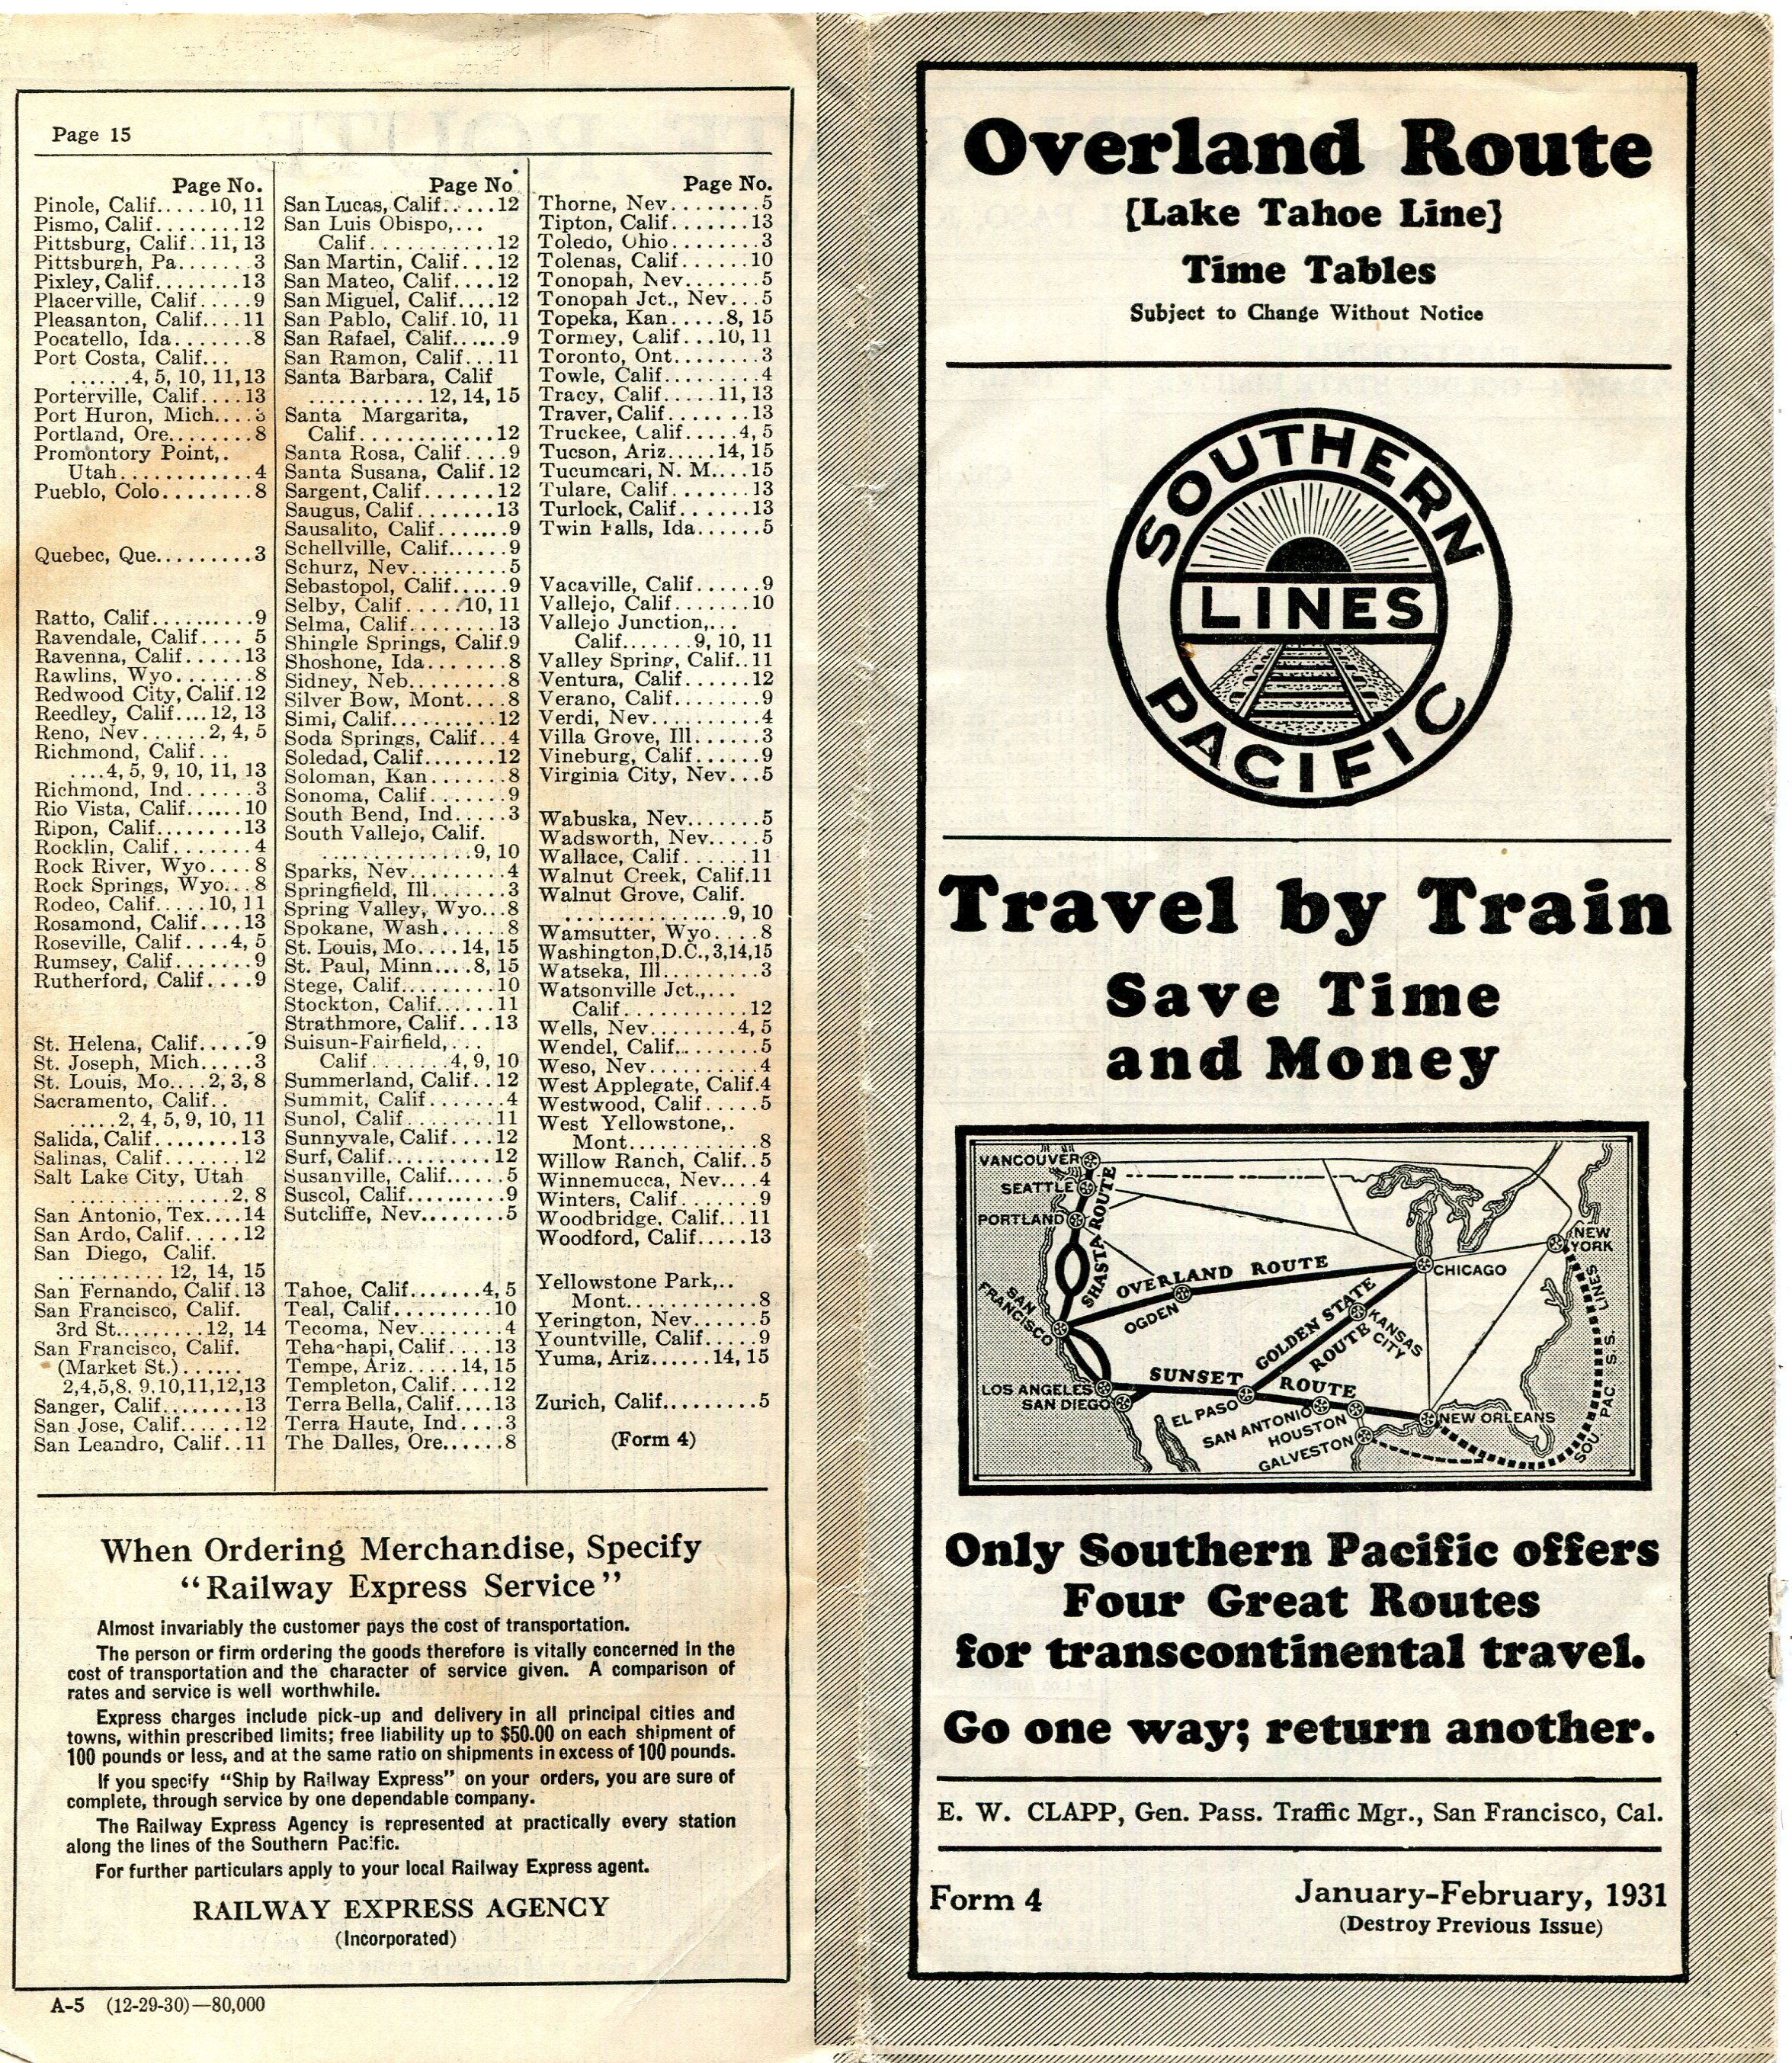 Page 15
Page No.
Pinole, Calif.....10, 11
Pismo, Calif.......12
Pittsburg, Calif..11, 13
Pittsburgh, Pa.......3
Pixley, Calif.......13
Placerville, Calif.....9
Pleasanton, Calif....11
Pocatello, Ida.......8
Port Costa, Calif...
......4, 5, 10, 11, 13
Porterville, Calif....13
Port Huron, Mich....3
Portland, Ore........8
Promontory Point,.
Utah............4
Pueblo, Colo........8
Quebec, Que.........3
Ratto, Calif..........9
Ravendale, Calif.... 5
Ravenna, Calif.....13
Rawlins, Wyo.......8
Redwood City, Calif.12
Reedley, Calif....12, 13
Reno, Nev......2, 4, 5
Richmond, Calif...
....4, 5, 9, 10, 11, 13
Richmond, Ind......3
Rio Vista, Calif......10
Ripon, Calif........13
Rocklin, Calif.......4
Rock River, Wyo....8
Rock Springs, Wyo...8
Rodeo, Calif.....10, 11
Rosamond, Calif....13
Roseville, Calif....4, 5
Rumsey, Calif.......9
Rutherford, Calif....9
St. Helena, Calif.....9
St. Joseph, Mich.....3
St. Louis, Mo....2, 3, 8
Sacramento, Calif..
.....2, 4, 5, 9, 10, 11
Salida, Calif........13
Salinas, Calif.......12
Salt Lake City, Utah
................2, 8
San Antonio, Tex....14
San Ardo, Calif.....12
San Diego, Calif.
..........12, 14, 15
San Fernando, Calif.13
San Francisco, Calif.
3rd St.........12, 14
San Francisco, Calif.
(Market St.)......
2,4,5,8. 9.10,11,12,13
Sanger, Calif.......13
San Jose, Calif......12
San Leandro, Calif..11
Page No
San Lucas, Calif.....12
San Luis Obispo,...
Calif...........12
San Martin, Calif...12
San Mateo, Calif....12
San Miguel, Calif....12
San Pablo, Calif.10, 11
San Rafael, Calif......9
San Ramon, Calif...11
Santa Barbara, Calif
...........12, 14, 15
Santa Margarita,
Calif............12
Santa Rosa, Calif....9
Santa Susana, Calif.12
Sargent, Calif......12
Saugus, Calif.......13
Sausalito, Calif.......9
Schellville, Calif......9
Schurz, Nev.........5
Sebastopol, Calif......9
Selby, Calif.....10, 11
Selma, Calif........13
Shingle Springs, Calif.9
Shoshone, Ida.......8
Sidney, Neb.........8
Silver Bow, Mont....8
Simi, Calif..........12
Soda Springs, Calif...4
Soledad, Calif.......12
Soloman, Kan.......8
Sonoma, Calif.......9
South Bend, Ind.....3
South Vallejo, Calif.
..............9, 10
Sparks, Nev.........4
Springfield, Ill.......3
Spring Valley, Wyo...8
Spokane, Wash......8
St. Louis, Mo....14, 15
St. Paul, Minn....8, 15
Stege, Calif.........10
Stockton, Calif......11
Strathmore, Calif...13
Suisun-Fairfield,...
Calif.......4, 9, 10
Summerland, Calif..12
Summit, Calif.......4
Sunol, Calif........11
Sunnyvale, Calif....12
Surf, Calif..........12
Susanville, Calif.....5
Suscol, Calif.........9
Sutcliffe, Nev........5
Tahoe, Calif.......4, 5
Teal, Calif.........10
Tecoma, Nev........4
Tehachapi, Calif....13
Tempe, Ariz.....14, 15
Templeton, Calif....12
Terra Bella, Calif....13
Terra Haute, Ind....3
The Dalles, Ore......8
Page No.
Thorne, Nev........5
Tipton, Calif.......13
Toledo, Ohio........3
Tolenas, Calif......10
Tonopah, Nev......5
Tonopah Jct., Nev...5
Topeka, Kan.....8, 15
Tormey, Calif...10, 11
Toronto, Ont........3
Towle, Calif.........4
Tracy, Calif.....11, 13
Traver, Calif.......13
Truckee, Calif.....4, 5
Tucson, Ariz.....14, 15
Tucumcari, N. M....15
Tulare, Calif.......13
Turlock, Calif......13
Twin Falls, Ida......5
Vacaville, Calif......9
Vallejo, Calif.......10
Vallejo Junction,...
Calif.......9, 10, 11
Valley Spring, Calif..11
Ventura, Calif......12
Verano, Calif........9
Verdi, Nev..........4
Villa Grove, Ill......3
Vineburg, Calif......9
Virginia City, Nev...5
Wabuska, Nev.......5
Wadsworth, Nev.....5
Wallace, Calif......11
Walnut Creek, Calif.11
Walnut Grove, Calif.
................9, 10
Wamsutter, Wyo....8
Washington, D.C., 3,14,15
Watseka, Ill.........3
Watsonville Jct.,...
Calif............12
Wells, Nev........4, 5
Wendel, Calif.........5
Weso, Nev..........4
West Applegate, Calif.4
Westwood, Calif.....5
West Yellowstone,.
Mont............8
Willow Ranch, Calif..5
Winnemucca, Nev....4
Winters, Calif.......9
Woodbridge, Calif...11
Woodford, Calif.....13
Yellowstone Park,..
Mont............8
Yerington, Nev......5
Yountville, Calif.....9
Yuma, Ariz......14, 15
Zurich, Calif.........5
(Form 4)
When Ordering Merchandise, Specify
"Railway Express Service"
Almost invariably the customer pays the cost of transportation.
The person or firm ordering the goods therefore is vitally concerned in the
cost of transportation and the character of service given. A comparison of
rates and service is well worthwhile.
Express charges include pick-up and delivery in all principal cities and
towns, within prescribed limits; free liability up to $50.00 on each shipment of
100 pounds or less, and at the same ratio on shipments in excess of 100 pounds.
If you specify "Ship by Railway Express" on your orders, you are sure of
complete, through service by one dependable company.
The Railway Express Agency is represented at practically every station
along the lines of the Southern Pacific.
For further particulars apply to your local Railway Express agent.
RAILWAY EXPRESS AGENCY
(Incorporated)
A-5 (12-29-30)—80,000
Overland Route
{Lake Tahoe Line}
Time Tables
Subject to Change Without Notice
SOUTHERN
LINES
PACIFIC
Travel by Train
Save Time
and Money
VANCOUVER
SEATTLE
PORTLAND
SHASTA ROUTE
SAN FRANCISCO
OVERLAND ROUTE
OGDEN
CHICAGO
NEW YORK
GOLDEN STATE ROUTE
KANSAS CITY
LOS ANGELES
SAN DIEGO
SUNSET ROUTE
EL PASO
SAN ANTONIO
HOUSTON
GALVESTON
NEW ORLEANS
SOU. PAC. S.S. LINES
Only Southern Pacific offers
Four Great Routes
for transcontinental travel.
Go one way; return another.
E. W. CLAPP, Gen. Pass. Traffic Mgr., San Francisco, Cal.
Form 4
January-February, 1931
(Destroy Previous Issue)